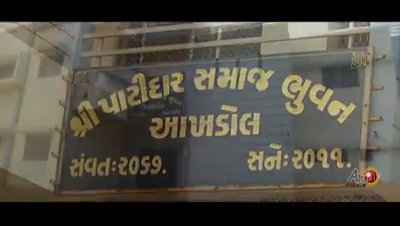 શ્રી પાટીદાર સમાજ ભુવન
આખડોલ
સંવતઃ૨૦૬૭. સનેઃ૨૦૧૧.